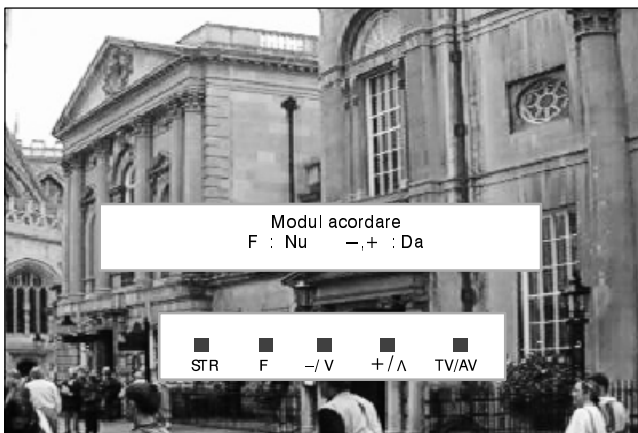 Modul acordare
F : Nu –,+ : Da
STR F –/ V +/Λ TV/AV